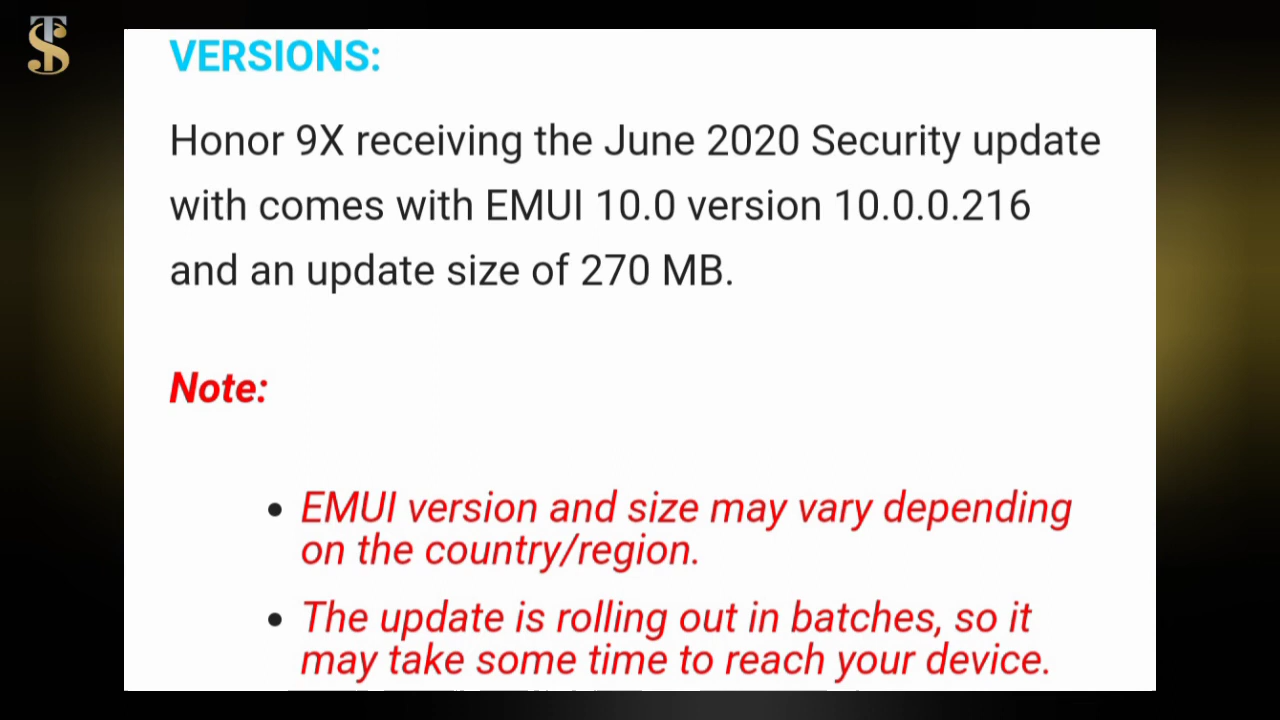 VERSIONS:
Honor 9X receiving the June 2020 Security update
with comes with EMUI 10.0 version 10.0.0.216
and an update size of 270 MB.
Note:
• EMUI version and size may vary depending
on the country/region.
• The update is rolling out in batches, so it
may take some time to reach your device.